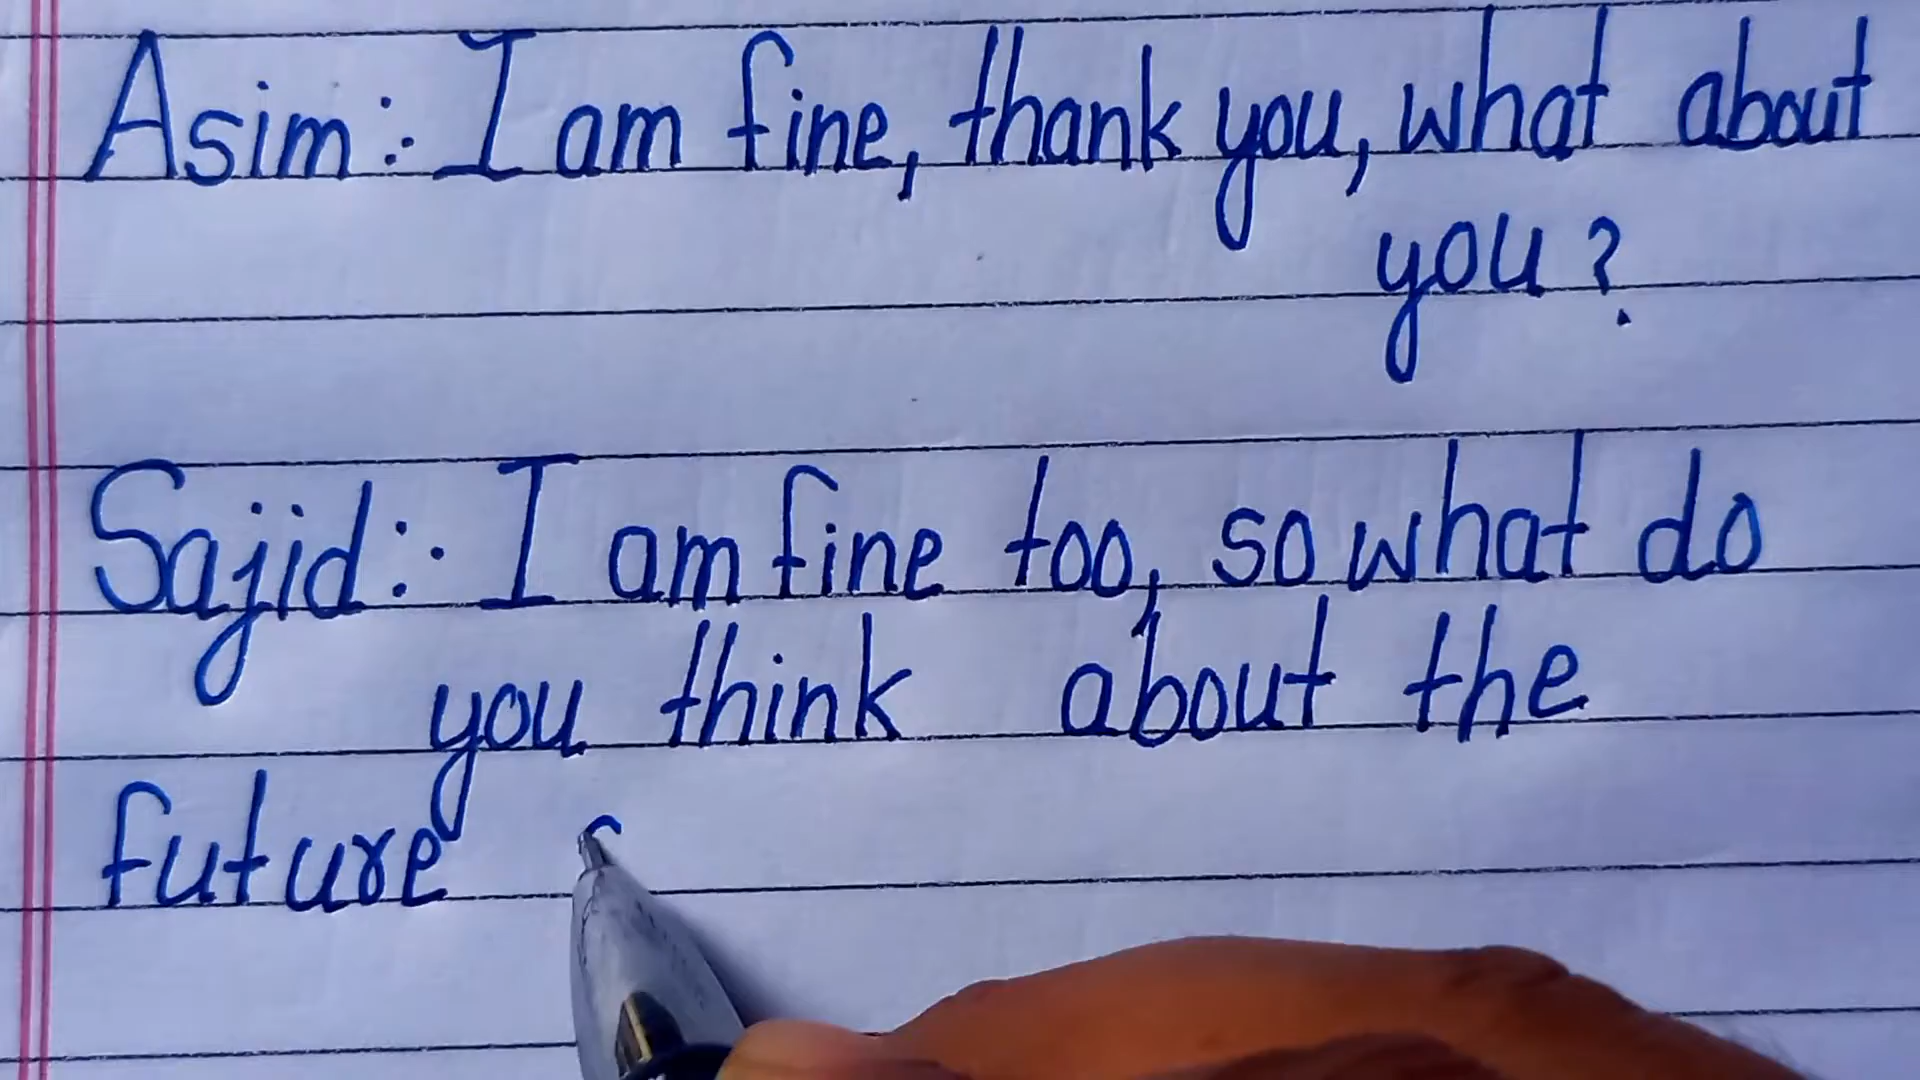 Asim:- I am fine, thank you, what about
you?
Sajid:- I am fine too, so what do
you think about the
future